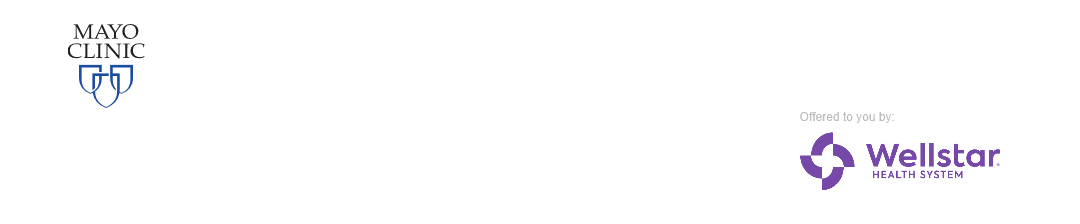 MAYO
CLINIC
Offered to you by:
Wellstar
HEALTH SYSTEM